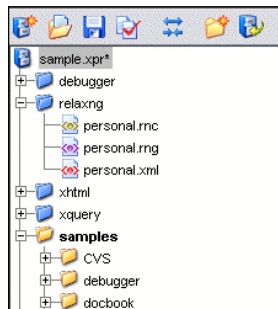 sample.xpr*
debugger
relaxng
personal.rnc
personal.rng
personal.xml
xhtml
xquery
samples
CVS
debugger
docbook